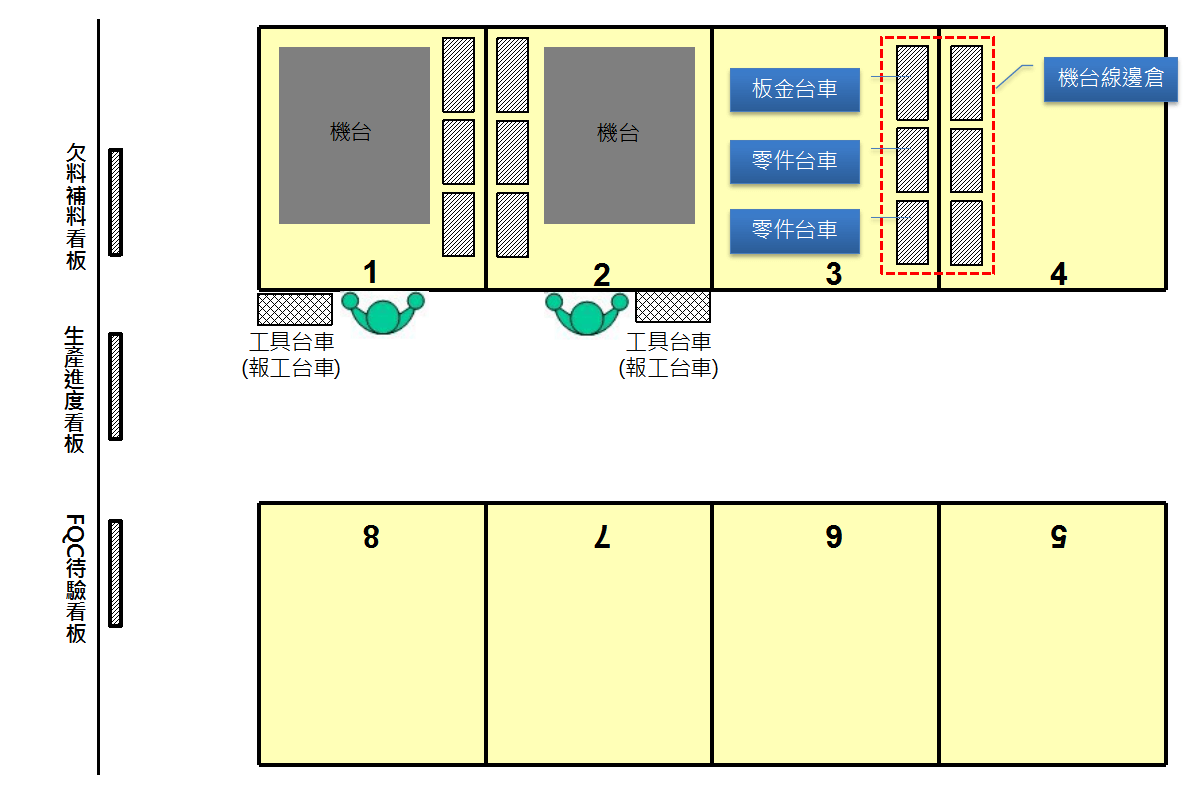 欠料補料看板
生產進度看板
FQC待驗看板
機台
機台
板金台車
零件台車
零件台車
機台線邊倉
1
2
3
4
工具台車
(報工台車)
工具台車
(報工台車)
8
7
6
5